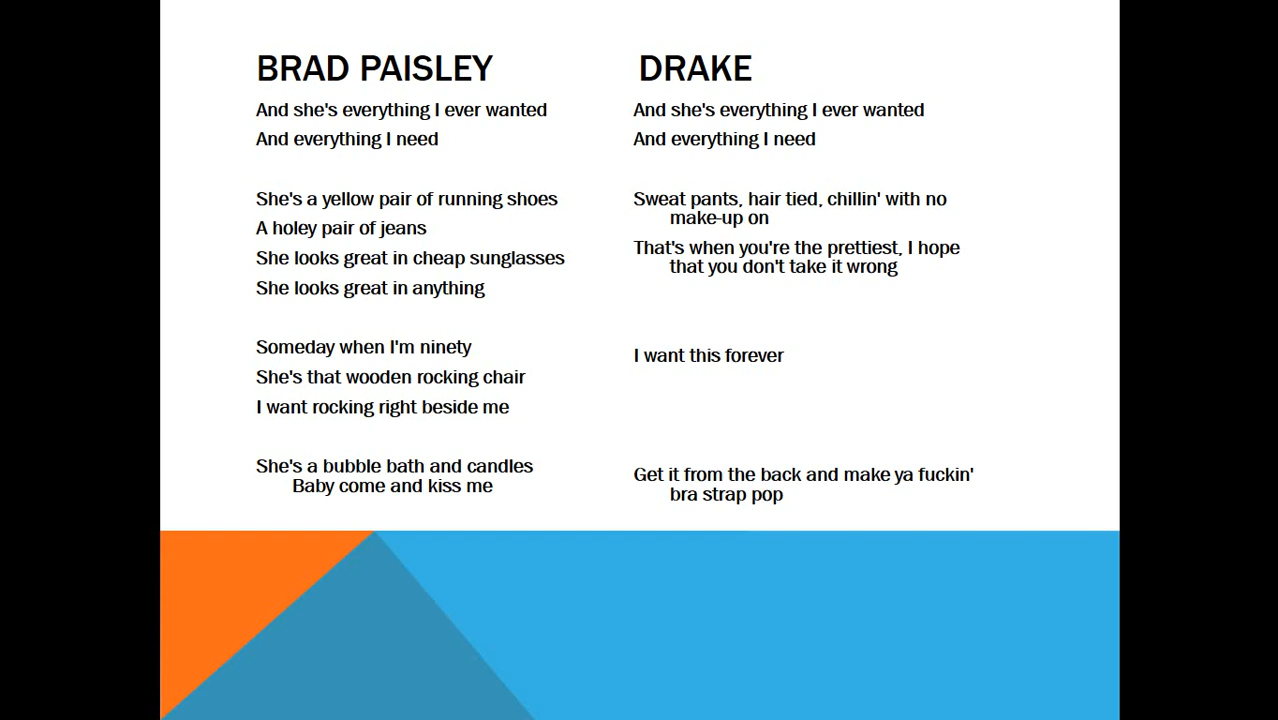 BRAD PAISLEY
And she's everything I ever wanted
And everything I need
She's a yellow pair of running shoes
A holey pair of jeans
She looks great in cheap sunglasses
She looks great in anything
Someday when I'm ninety
She's that wooden rocking chair
I want rocking right beside me
She's a bubble bath and candles
Baby come and kiss me
DRAKE
And she's everything I ever wanted
And everything I need
Sweat pants, hair tied, chillin' with no
make-up on
That's when you're the prettiest, I hope
that you don't take it wrong
I want this forever
Get it from the back and make ya fuckin'
bra strap pop